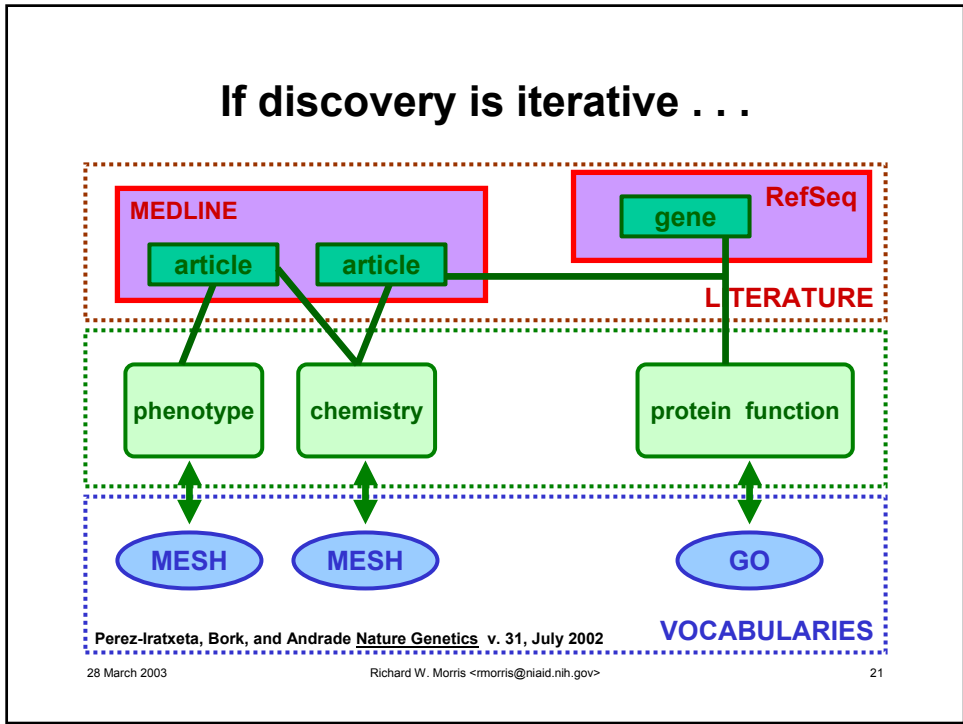 If discovery is iterative . . .
MEDLINE
RefSeq
gene
article
article
LITERATURE
phenotype
chemistry
protein function
MESH
MESH
GO
Perez-Iratxeta, Bork, and Andrade Nature Genetics v. 31, July 2002
VOCABULARIES
28 March 2003
Richard W. Morris <rmorris@niaid.nih.gov>
21